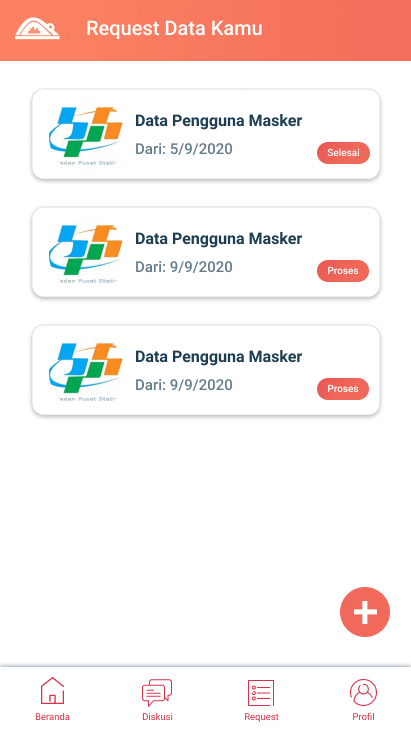 Request Data Kamu
Data Pengguna Masker
Dari: 5/9/2020
Selesai
Data Pengguna Masker
Dari: 9/9/2020
Proses
Data Pengguna Masker
Dari: 9/9/2020
Proses
Beranda
Diskusi
Request
Profil